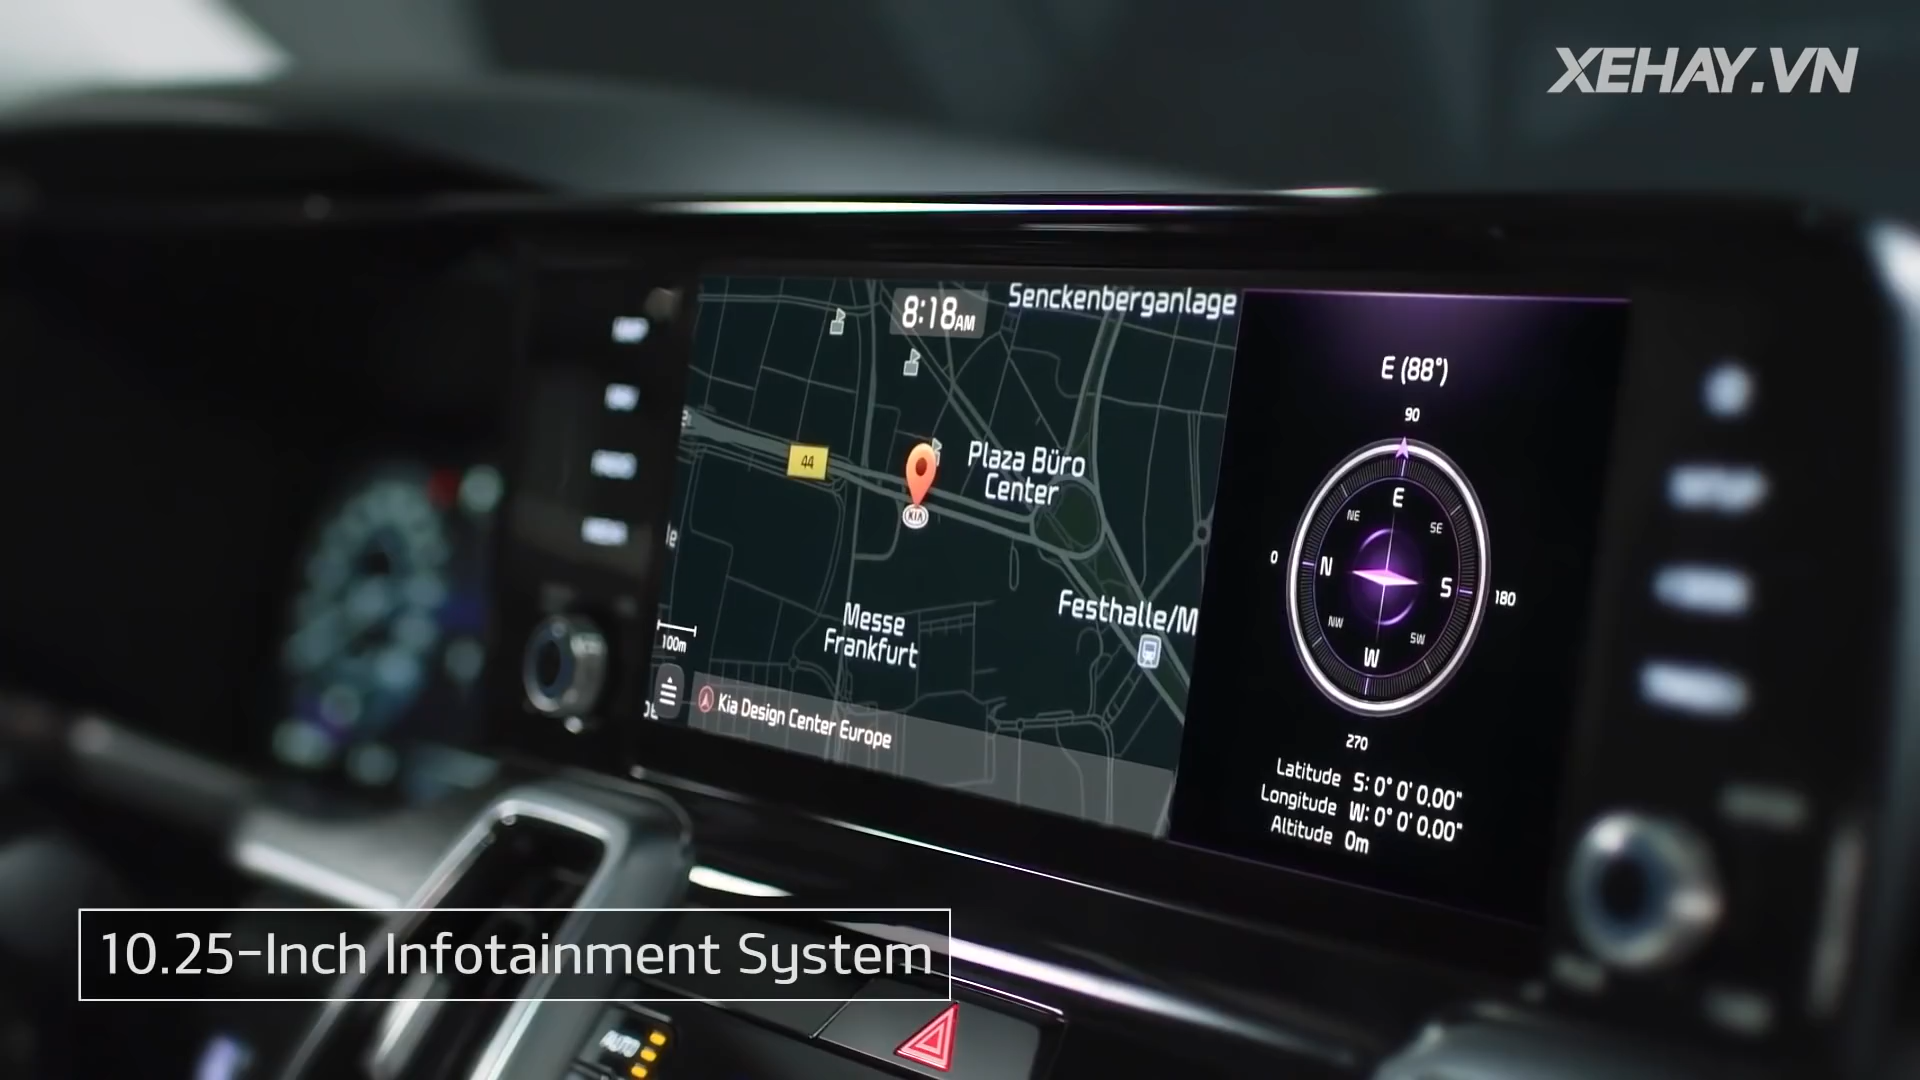 XEHAY.VN
8:18AM
Senckenberganlage
44
Plaza Büro
Center
KIA
Messe
Frankfurt
Festhalle/M
100m
Kia Design Center Europe
E (88°)
90
E
NE
SE
0
N
S
180
NW
SW
W
270
Latitude S: 0° 0' 0.00"
Longitude W: 0° 0' 0.00"
Altitude 0m
10.25-Inch Infotainment System
AUTO